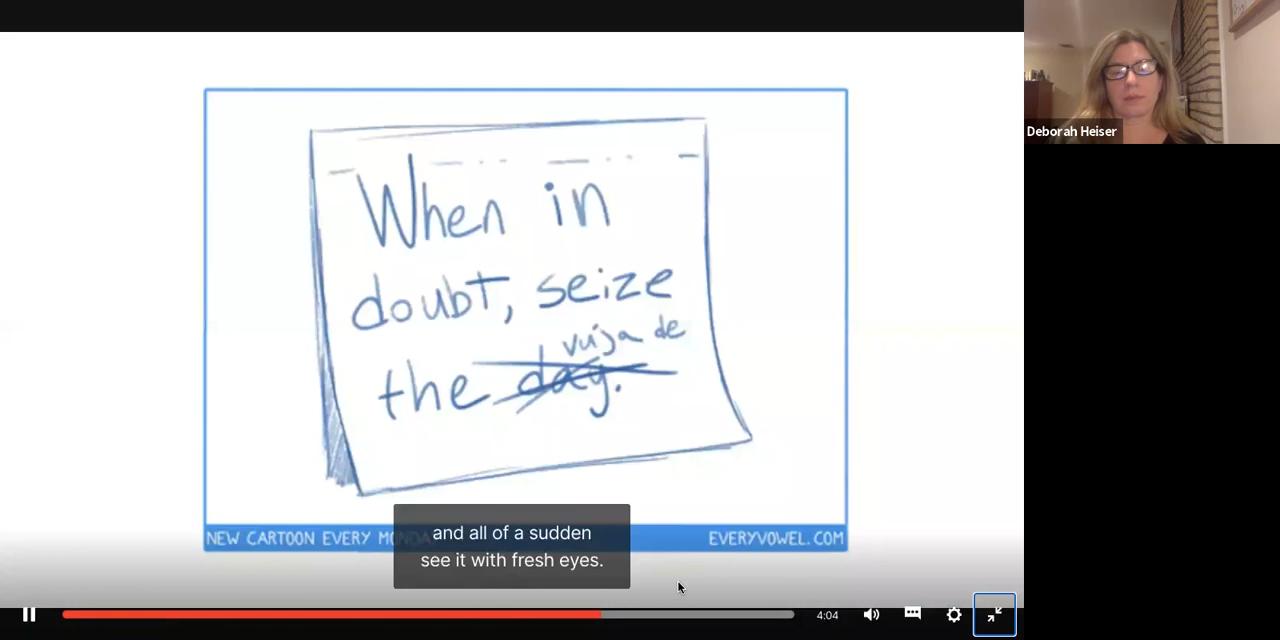 When in
doubt, seize
vuja de
the day.
NEW CARTOON EVERY MONDA
EVERYVOWEL.COM
and all of a sudden
see it with fresh eyes.
4:04
Deborah Heiser